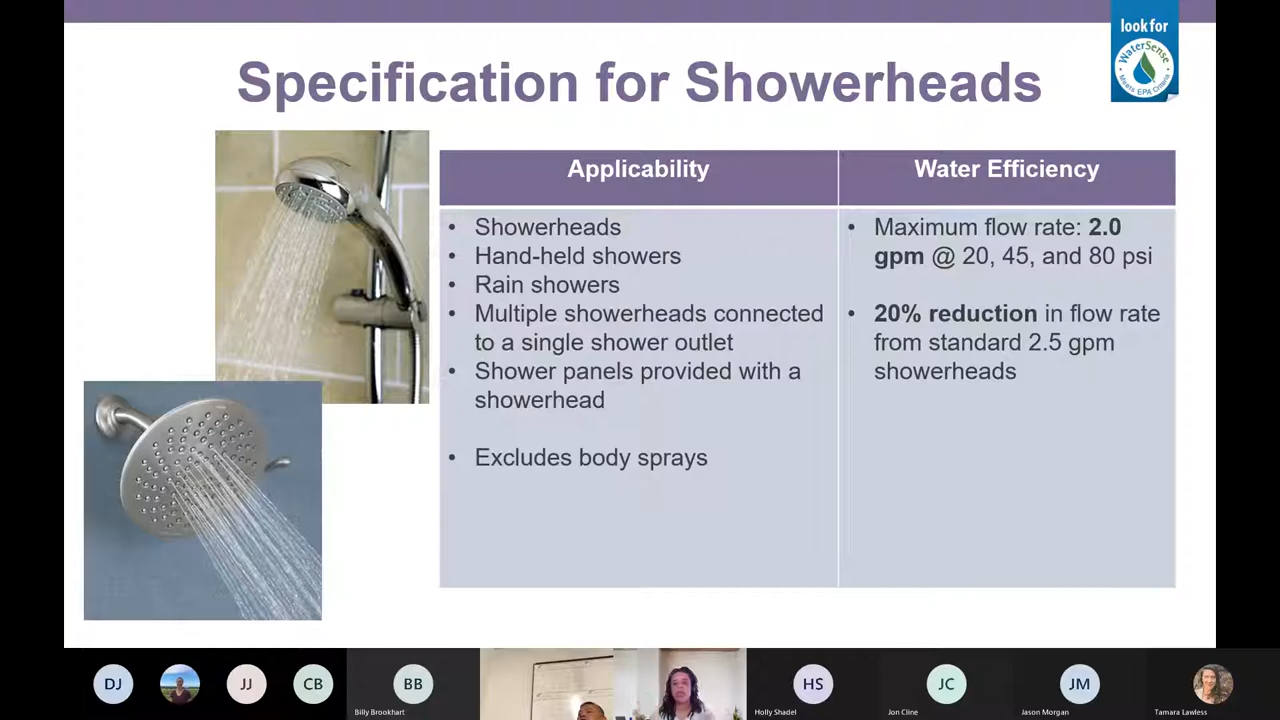 look for
WaterSense
Meets EPA Criteria
Specification for Showerheads
Applicability
Water Efficiency
• Showerheads
• Hand-held showers
• Rain showers
• Multiple showerheads connected
to a single shower outlet
• Shower panels provided with a
showerhead
• Excludes body sprays
• Maximum flow rate: 2.0
gpm @ 20, 45, and 80 psi
• 20% reduction in flow rate
from standard 2.5 gpm
showerheads
DJ
JJ
CB
BB
HS
JC
JM
Billy Brookhart
Holly Shadel
Jon Cline
Jason Morgan
Tamara Lawless